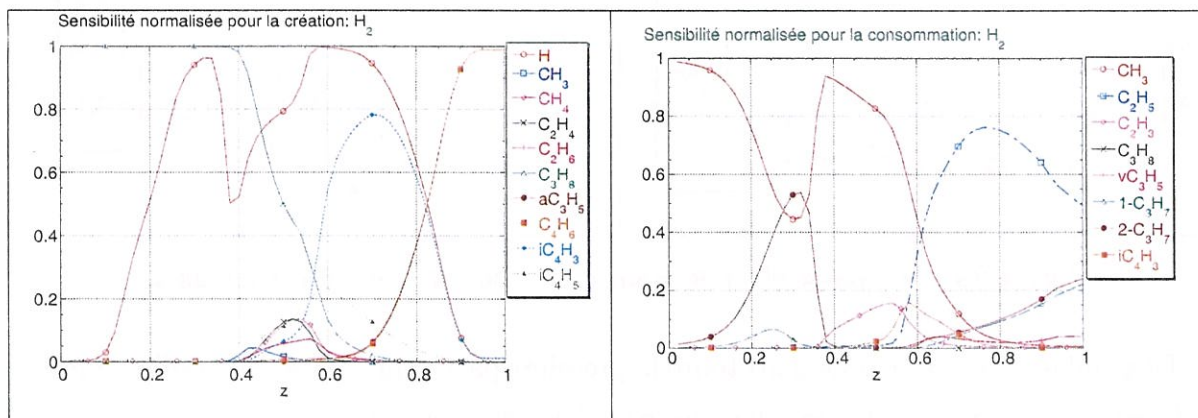 Sensibilité normalisée pour la création: H₂
1
0.8
0.6
0.4
0.2
0
0 0.2 0.4 0.6 0.8 1
z
H
CH₃
CH₄
C₂H₄
C₂H₆
C₃H₈
aC₃H₅
C₄H₆
iC₄H₃
iC₄H₅
Sensibilité normalisée pour la consommation: H₂
1
0.8
0.6
0.4
0.2
0
0 0.2 0.4 0.6 0.8 1
z
CH₃
C₂H₅
C₂H₃
C₃H₈
vC₃H₅
1-C₃H₇
2-C₃H₇
iC₄H₃